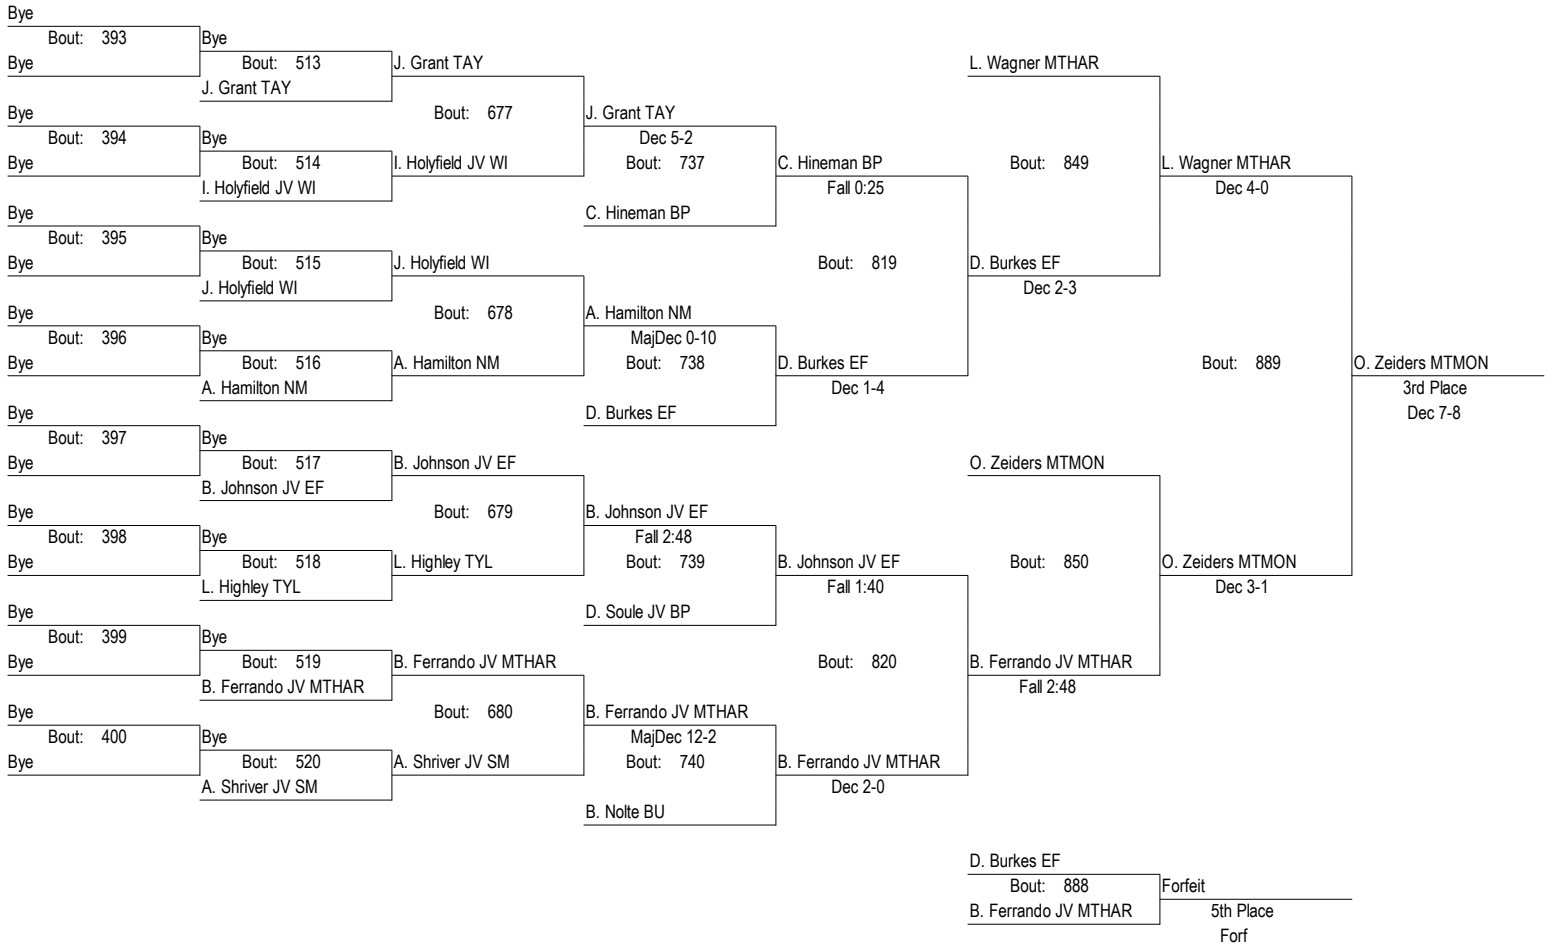 Bye
Bout: 393
Bye
Bye
Bout: 513
J. Grant TAY
J. Grant TAY
L. Wagner MTHAR
Bye
Bout: 394
Bye
Bye
Bout: 514
I. Holyfield JV WI
Bout: 677
I. Holyfield JV WI
J. Grant TAY
Dec 5-2
Bout: 737
C. Hineman BP
C. Hineman BP
Fall 0:25
Bout: 849
L. Wagner MTHAR
Dec 4-0
Bye
Bout: 395
Bye
Bye
Bout: 515
J. Holyfield WI
J. Holyfield WI
Bout: 819
D. Burkes EF
Dec 2-3
Bye
Bout: 396
Bye
Bye
Bout: 516
A. Hamilton NM
Bout: 678
A. Hamilton NM
A. Hamilton NM
MajDec 0-10
Bout: 738
D. Burkes EF
D. Burkes EF
Dec 1-4
Bout: 889
O. Zeiders MTMON
3rd Place
Dec 7-8
Bye
Bout: 397
Bye
Bye
Bout: 517
B. Johnson JV EF
B. Johnson JV EF
O. Zeiders MTMON
Bye
Bout: 398
Bye
Bye
Bout: 518
L. Highley TYL
Bout: 679
L. Highley TYL
B. Johnson JV EF
Fall 2:48
Bout: 739
D. Soule JV BP
B. Johnson JV EF
Fall 1:40
Bout: 850
O. Zeiders MTMON
Dec 3-1
Bye
Bout: 399
Bye
Bye
Bout: 519
B. Ferrando JV MTHAR
B. Ferrando JV MTHAR
Bout: 820
B. Ferrando JV MTHAR
Fall 2:48
Bye
Bout: 400
Bye
Bye
Bout: 520
A. Shriver JV SM
Bout: 680
A. Shriver JV SM
B. Ferrando JV MTHAR
MajDec 12-2
Bout: 740
B. Nolte BU
B. Ferrando JV MTHAR
Dec 2-0
D. Burkes EF
Bout: 888
B. Ferrando JV MTHAR
Forfeit
5th Place
Forf